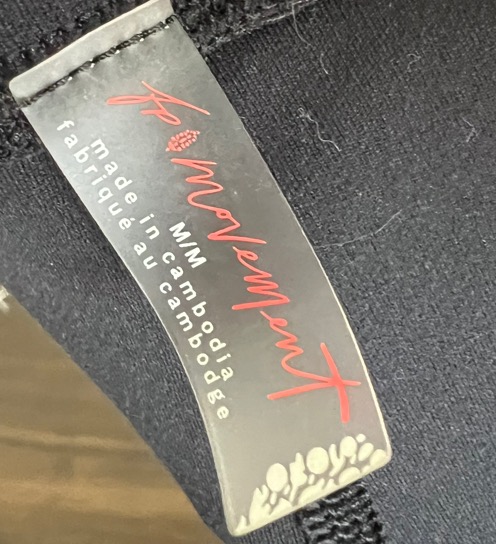 fp movement
M/M
made in cambodia
fabriqué au cambodge